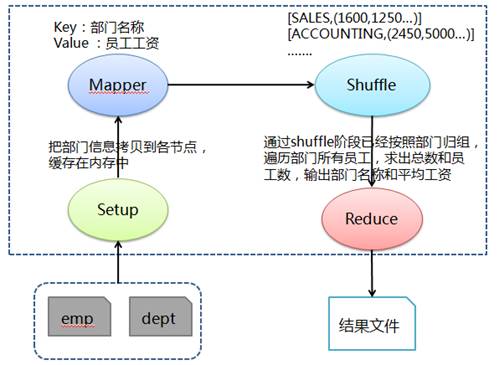 Key：部门名称
Value ：员工工资
[SALES,(1600,1250...)]
[ACCOUNTING,(2450,5000...)]
.......
Mapper
Shuffle
把部门信息拷贝到各节点，
缓存在内存中
通过shuffle阶段已经按照部门归组，
遍历部门所有员工，求出总数和员
工数，输出部门名称和平均工资
Setup
Reduce
emp
dept
结果文件